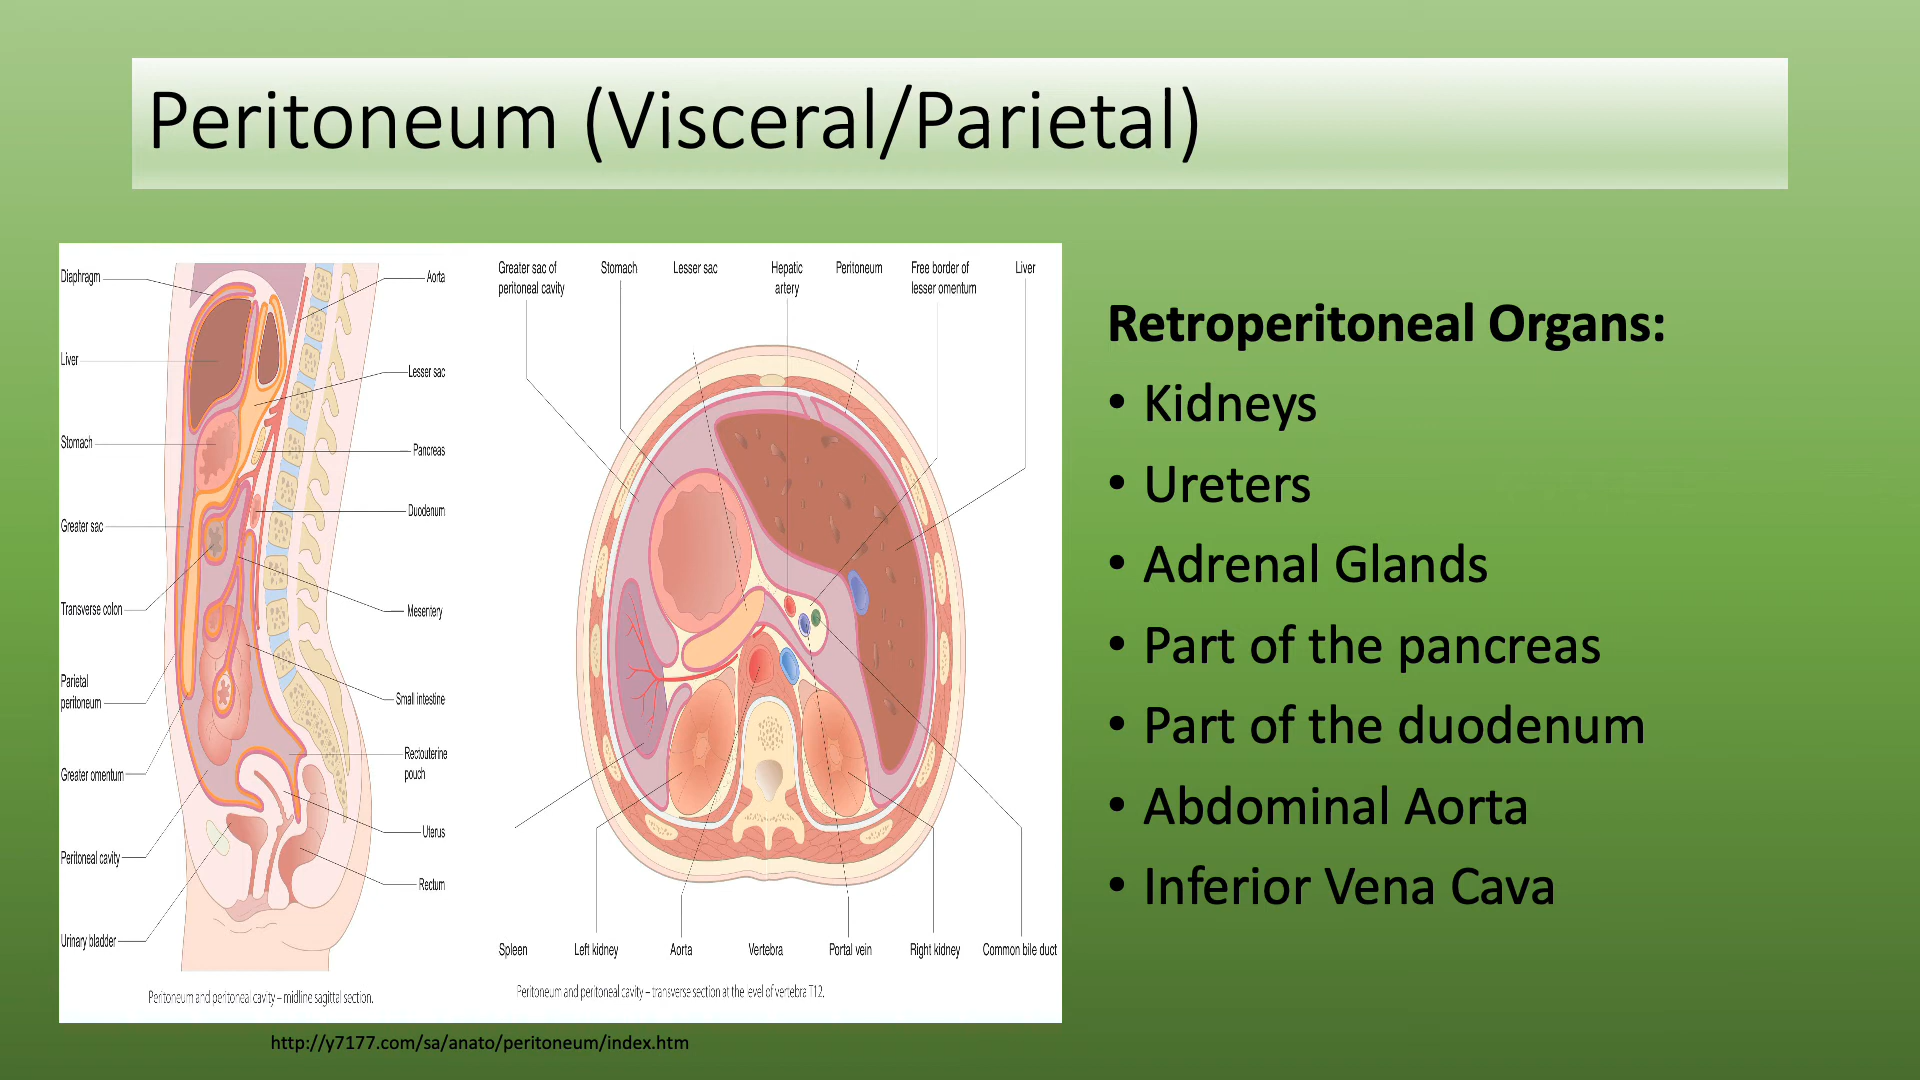 Peritoneum (Visceral/Parietal)
Diaphragm
Liver
Stomach
Greater sac
Transverse colon
Parietal
peritoneum
Greater omentum
Peritoneal cavity
Urinary bladder
Aorta
Lesser sac
Pancreas
Duodenum
Mesentery
Small intestine
Rectouterine
pouch
Uterus
Rectum
Peritoneum and peritoneal cavity – midline sagittal section.
Greater sac of
peritoneal cavity
Stomach
Lesser sac
Hepatic
artery
Peritoneum
Free border of
lesser omentum
Liver
Spleen
Left kidney
Aorta
Vertebra
Portal vein
Right kidney
Common bile duct
Peritoneum and peritoneal cavity – transverse section at the level of vertebra T12.
http://y7177.com/sa/anato/peritoneum/index.htm
Retroperitoneal Organs:
• Kidneys
• Ureters
• Adrenal Glands
• Part of the pancreas
• Part of the duodenum
• Abdominal Aorta
• Inferior Vena Cava